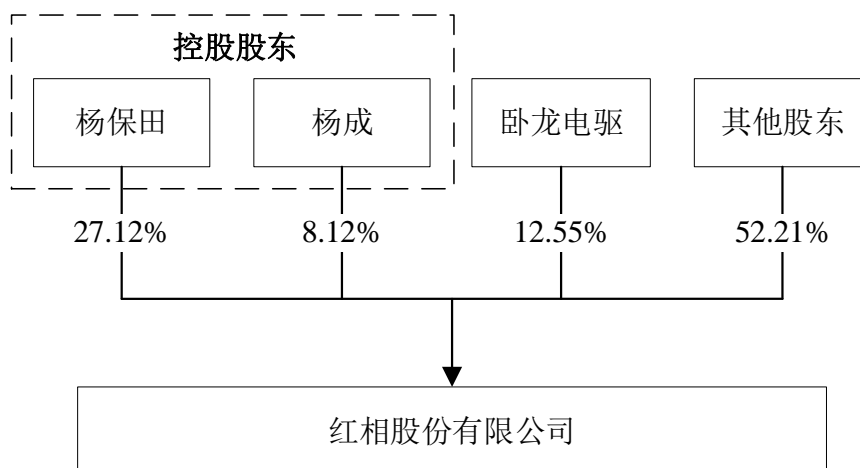 控股股东
杨保田
杨成
卧龙电驱
其他股东
27.12%
8.12%
12.55%
52.21%
红相股份有限公司